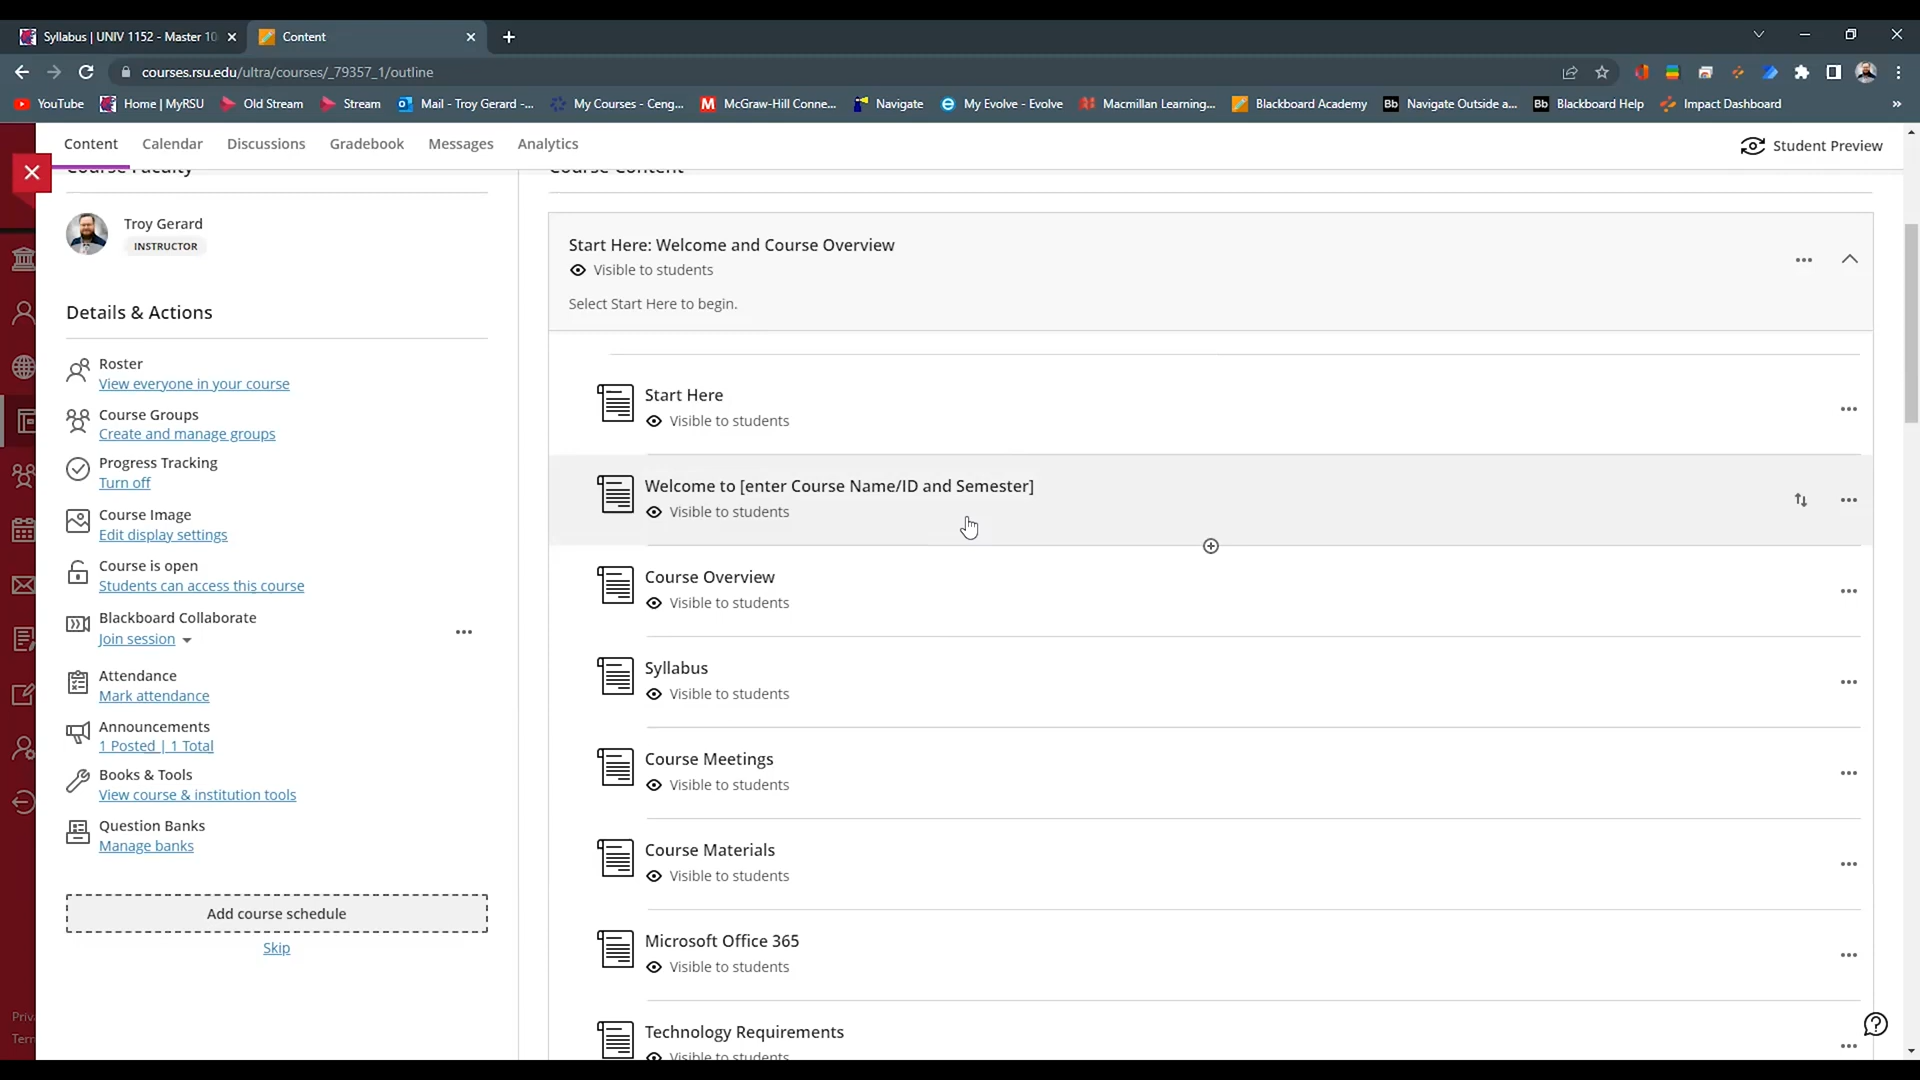 Syllabus | UNIV 1152 - Master 10
Content
courses.rsu.edu/ultra/courses/_79357_1/outline
YouTube
Home | MyRSU
Old Stream
Stream
Mail - Troy Gerard -...
My Courses - Ceng...
McGraw-Hill Conne...
Navigate
My Evolve - Evolve
Macmillan Learning...
Blackboard Academy
Bb Navigate Outside a...
Bb Blackboard Help
Impact Dashboard
»
Content
Calendar
Discussions
Gradebook
Messages
Analytics
Student Preview
Course Faculty
Troy Gerard
INSTRUCTOR
Details & Actions
Roster
View everyone in your course
Course Groups
Create and manage groups
Progress Tracking
Turn off
Course Image
Edit display settings
Course is open
Students can access this course
Blackboard Collaborate
Join session
Attendance
Mark attendance
Announcements
1 Posted | 1 Total
Books & Tools
View course & institution tools
Question Banks
Manage banks
Add course schedule
Skip
Priv
Tern
Course Content
Start Here: Welcome and Course Overview
Visible to students
Select Start Here to begin.
Start Here
Visible to students
Welcome to [enter Course Name/ID and Semester]
Visible to students
Course Overview
Visible to students
Syllabus
Visible to students
Course Meetings
Visible to students
Course Materials
Visible to students
Microsoft Office 365
Visible to students
Technology Requirements
Visible to students